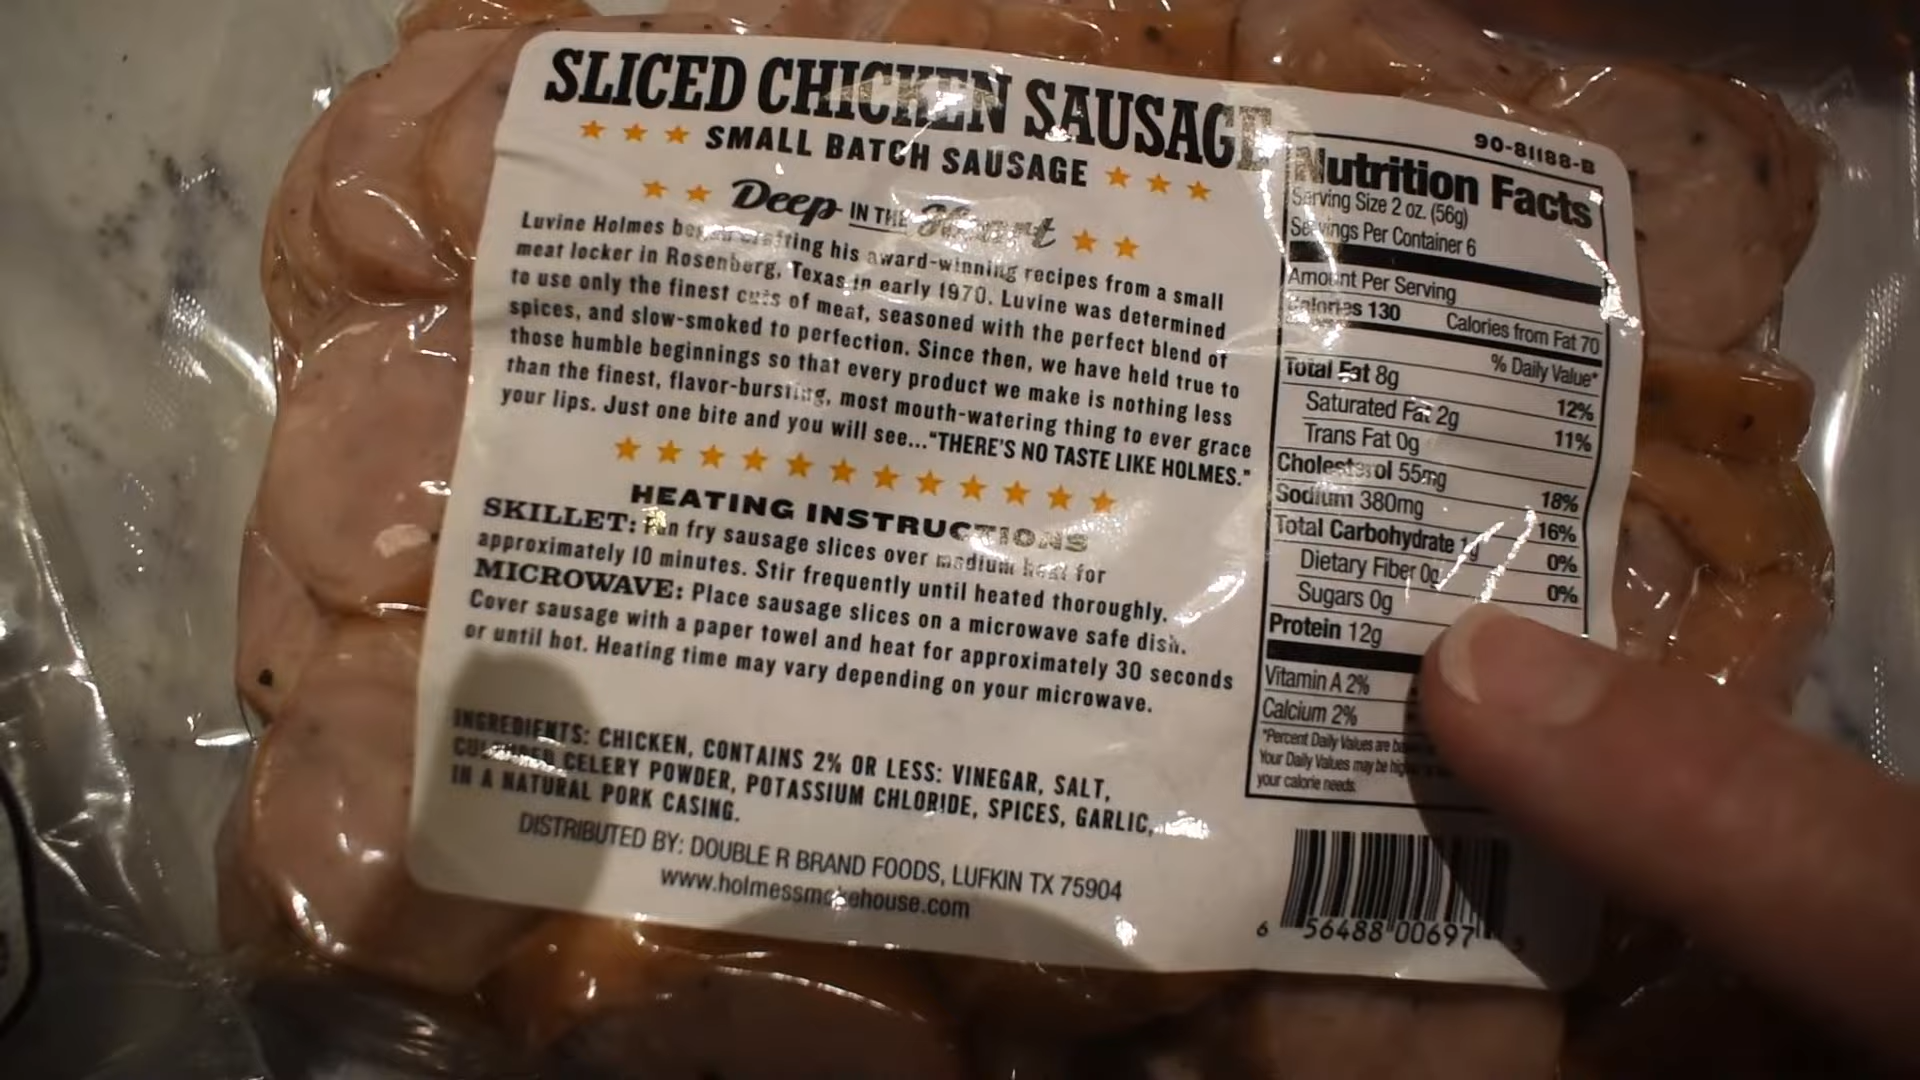 SLICED CHICKEN SAUSAGE
SMALL BATCH SAUSAGE
Deep IN THE Heart
Luvine Holmes began crafting his award-winning recipes from a small
meat locker in Rosenberg, Texas in early 1970. Luvine was determined
to use only the finest cuts of meat, seasoned with the perfect blend of
spices, and slow-smoked to perfection. Since then, we have held true to
those humble beginnings so that every product we make is nothing less
than the finest, flavor-bursting, most mouth-watering thing to ever grace
your lips. Just one bite and you will see..."THERE'S NO TASTE LIKE HOLMES."
HEATING INSTRUCTIONS
SKILLET: Pan fry sausage slices over medium heat for
approximately 10 minutes. Stir frequently until heated thoroughly.
MICROWAVE: Place sausage slices on a microwave safe dish.
Cover sausage with a paper towel and heat for approximately 30 seconds
or until hot. Heating time may vary depending on your microwave.
INGREDIENTS: CHICKEN, CONTAINS 2% OR LESS: VINEGAR, SALT,
CULTURED CELERY POWDER, POTASSIUM CHLORIDE, SPICES, GARLIC,
IN A NATURAL PORK CASING.
DISTRIBUTED BY: DOUBLE R BRAND FOODS, LUFKIN TX 75904
www.holmessmokehouse.com
90-81188-B
Nutrition Facts
Serving Size 2 oz. (56g)
Servings Per Container 6
Amount Per Serving
Calories 130 Calories from Fat 70
% Daily Value*
Total Fat 8g 12%
Saturated Fat 2g 11%
Trans Fat 0g
Cholesterol 55mg 18%
Sodium 380mg 16%
Total Carbohydrate 1g 0%
Dietary Fiber 0g 0%
Sugars 0g
Protein 12g
Vitamin A 2%
Calcium 2%
*Percent Daily Values are
Your Daily Values may be
your calorie needs.
6 56488 00697